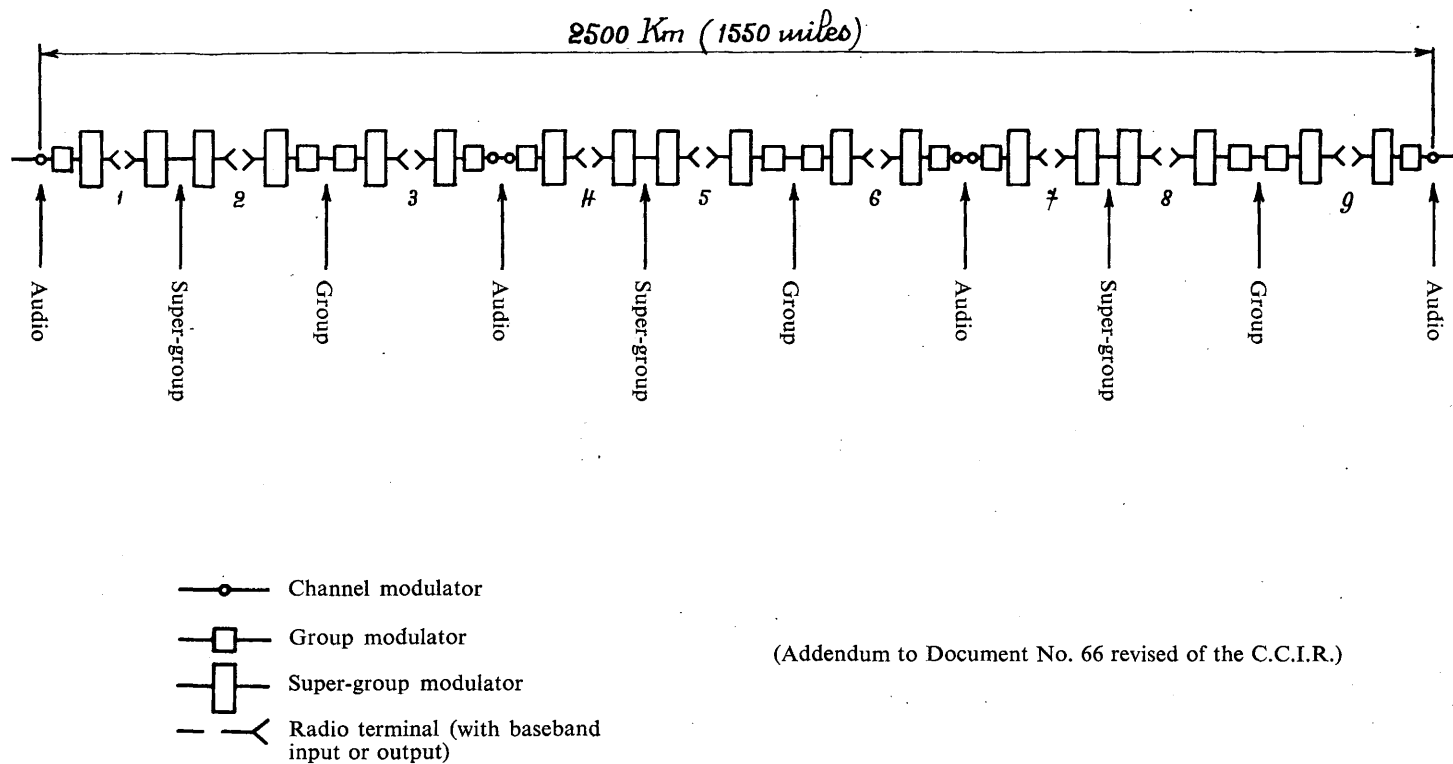 2500 Km (1550 miles)
1 2 3 4 5 6 7 8 9
Audio
Super-group
Group
Audio
Super-group
Group
Audio
Super-group
Group
Audio
Channel modulator
Group modulator
Super-group modulator
Radio terminal (with baseband
input or output)
(Addendum to Document No. 66 revised of the C.C.I.R.)